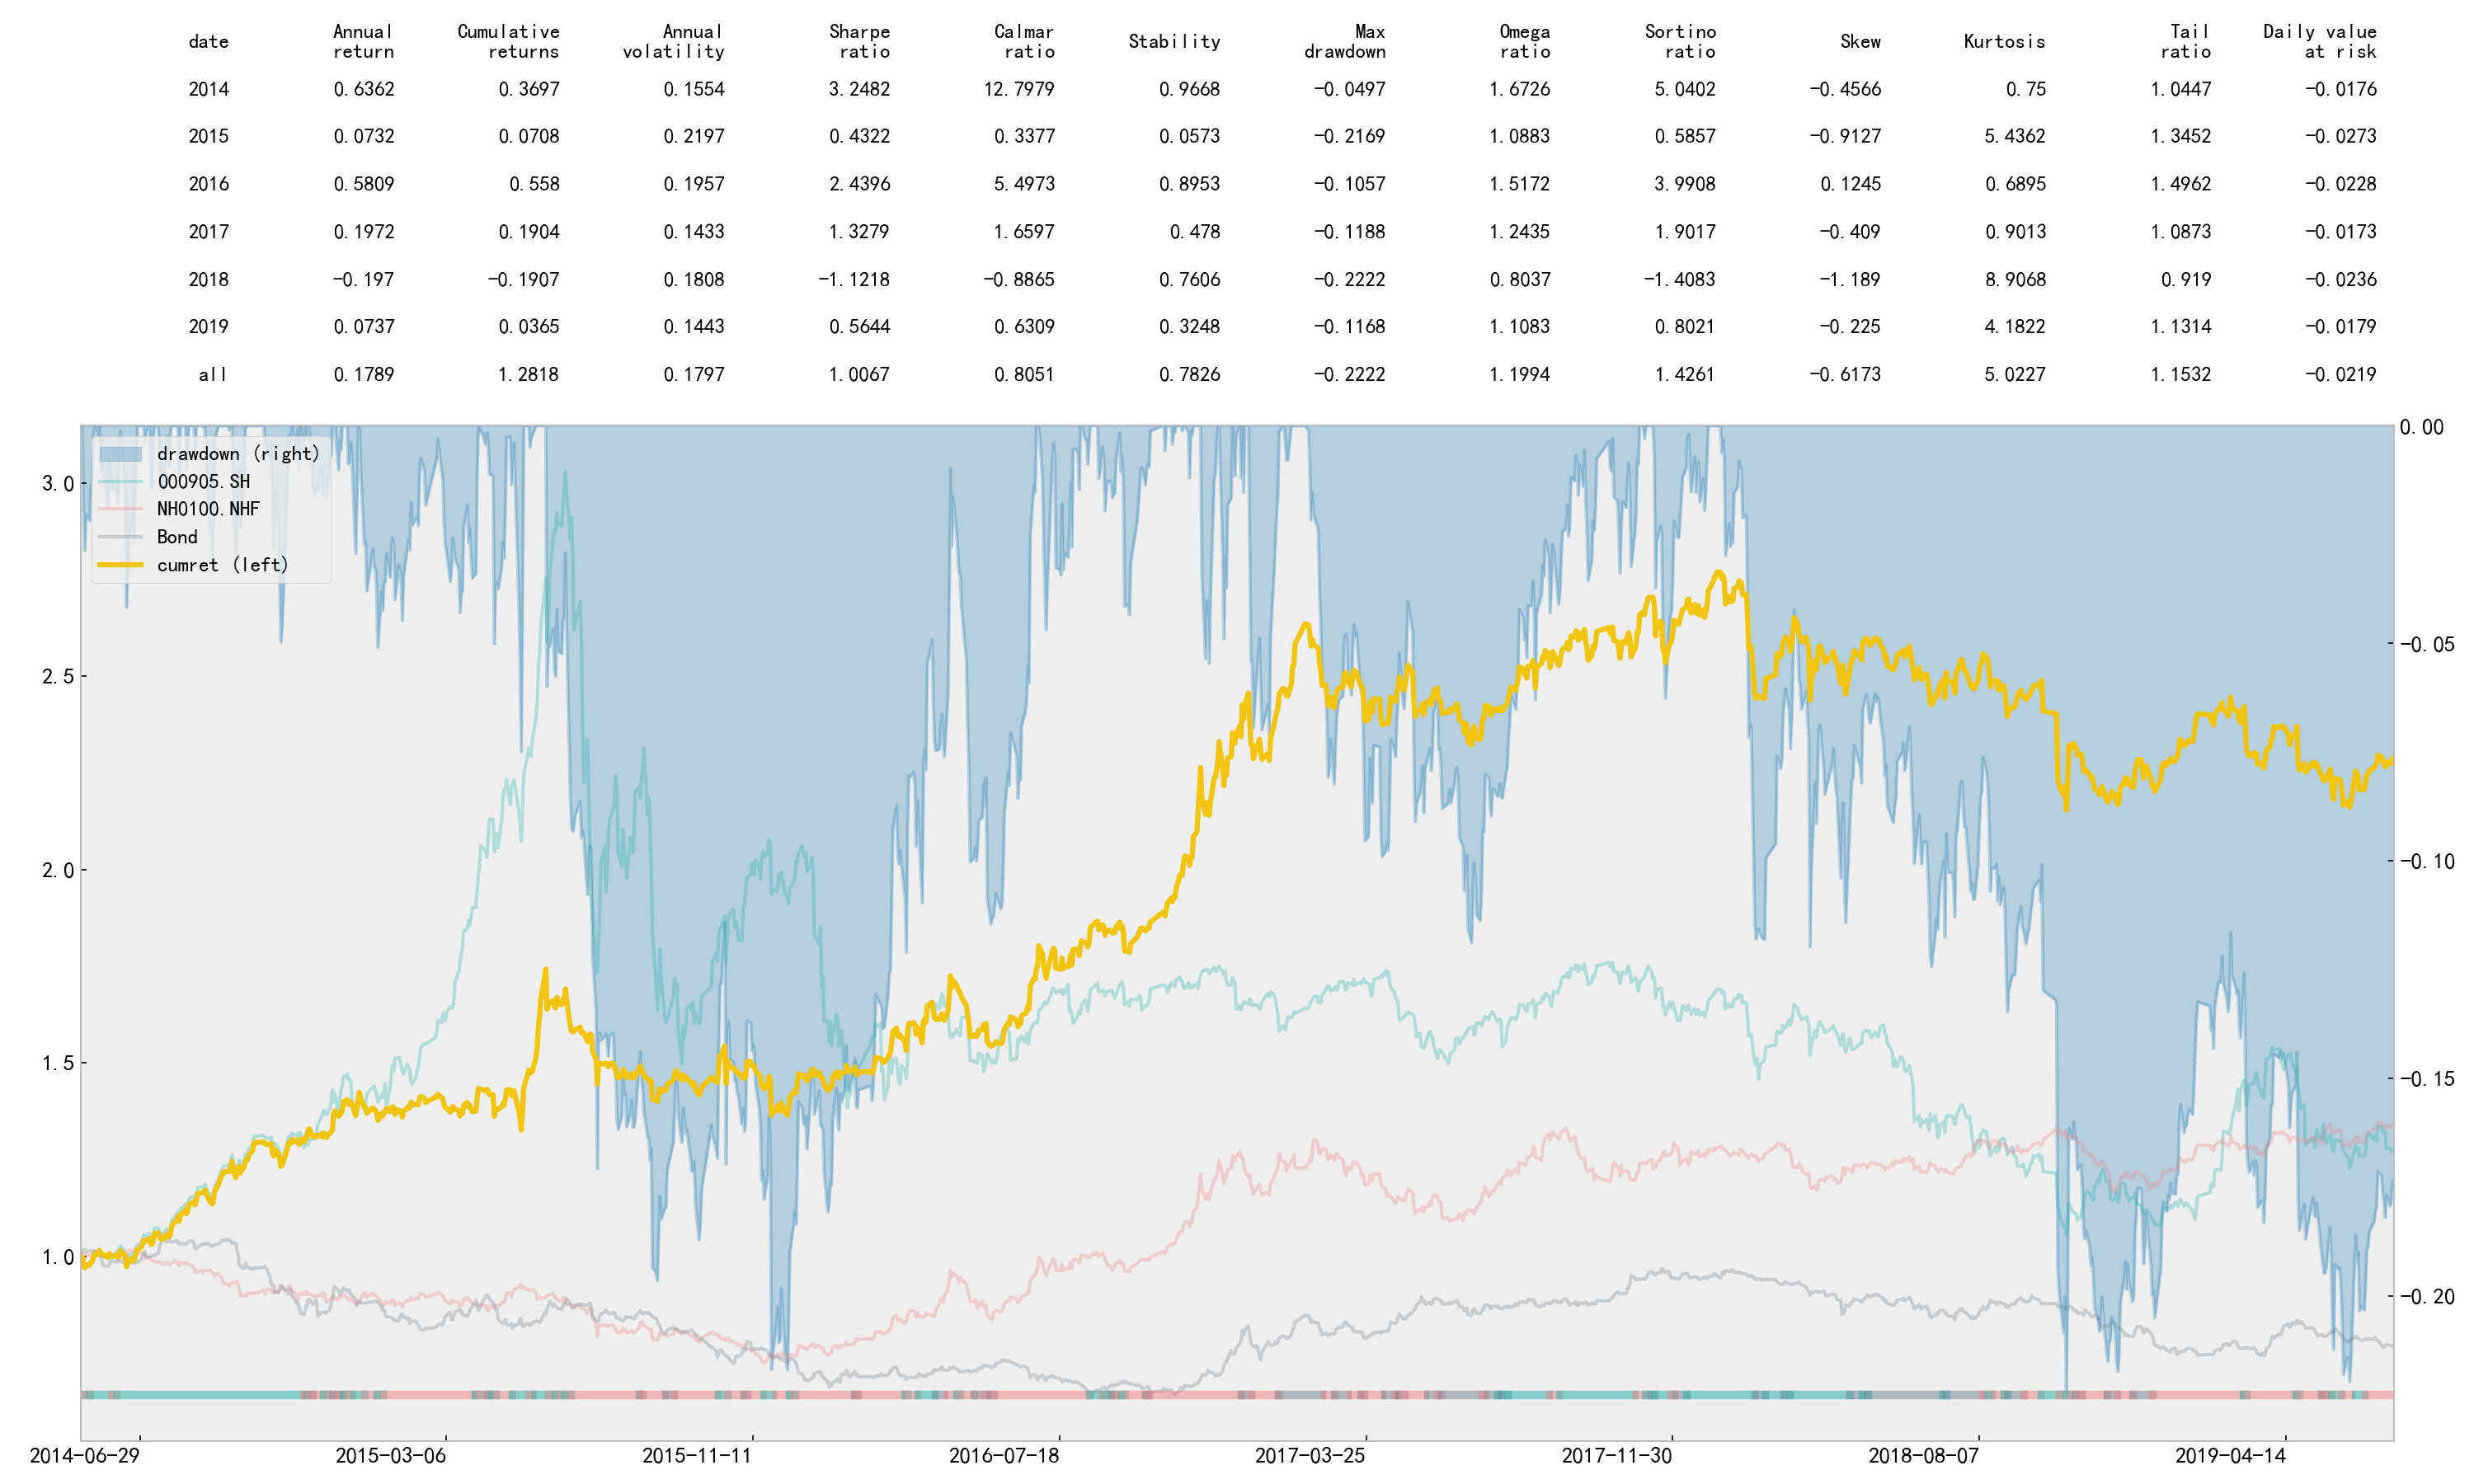 date Annual return Cumulative returns Annual volatility Sharpe ratio Calmar ratio Stability Max drawdown Omega ratio Sortino ratio Skew Kurtosis Tail ratio Daily value at risk
2014 0.6362 0.3697 0.1554 3.2482 12.7979 0.9668 -0.0497 1.6726 5.0402 -0.4566 0.75 1.0447 -0.0176
2015 0.0732 0.0708 0.2197 0.4322 0.3377 0.0573 -0.2169 1.0883 0.5857 -0.9127 5.4362 1.3452 -0.0273
2016 0.5809 0.558 0.1957 2.4396 5.4973 0.8953 -0.1057 1.5172 3.9908 0.1245 0.6895 1.4962 -0.0228
2017 0.1972 0.1904 0.1433 1.3279 1.6597 0.478 -0.1188 1.2435 1.9017 -0.409 0.9013 1.0873 -0.0173
2018 -0.197 -0.1907 0.1808 -1.1218 -0.8865 0.7606 -0.2222 0.8037 -1.4083 -1.189 8.9068 0.919 -0.0236
2019 0.0737 0.0365 0.1443 0.5644 0.6309 0.3248 -0.1168 1.1083 0.8021 -0.225 4.1822 1.1314 -0.0179
all 0.1789 1.2818 0.1797 1.0067 0.8051 0.7826 -0.2222 1.1994 1.4261 -0.6173 5.0227 1.1532 -0.0219
drawdown (right)
000905.SH
NH0100.NHF
Bond
cumret (left)
3.0
2.5
2.0
1.5
1.0
0.00
-0.05
-0.10
-0.15
-0.20
2014-06-29 2015-03-06 2015-11-11 2016-07-18 2017-03-25 2017-11-30 2018-08-07 2019-04-14